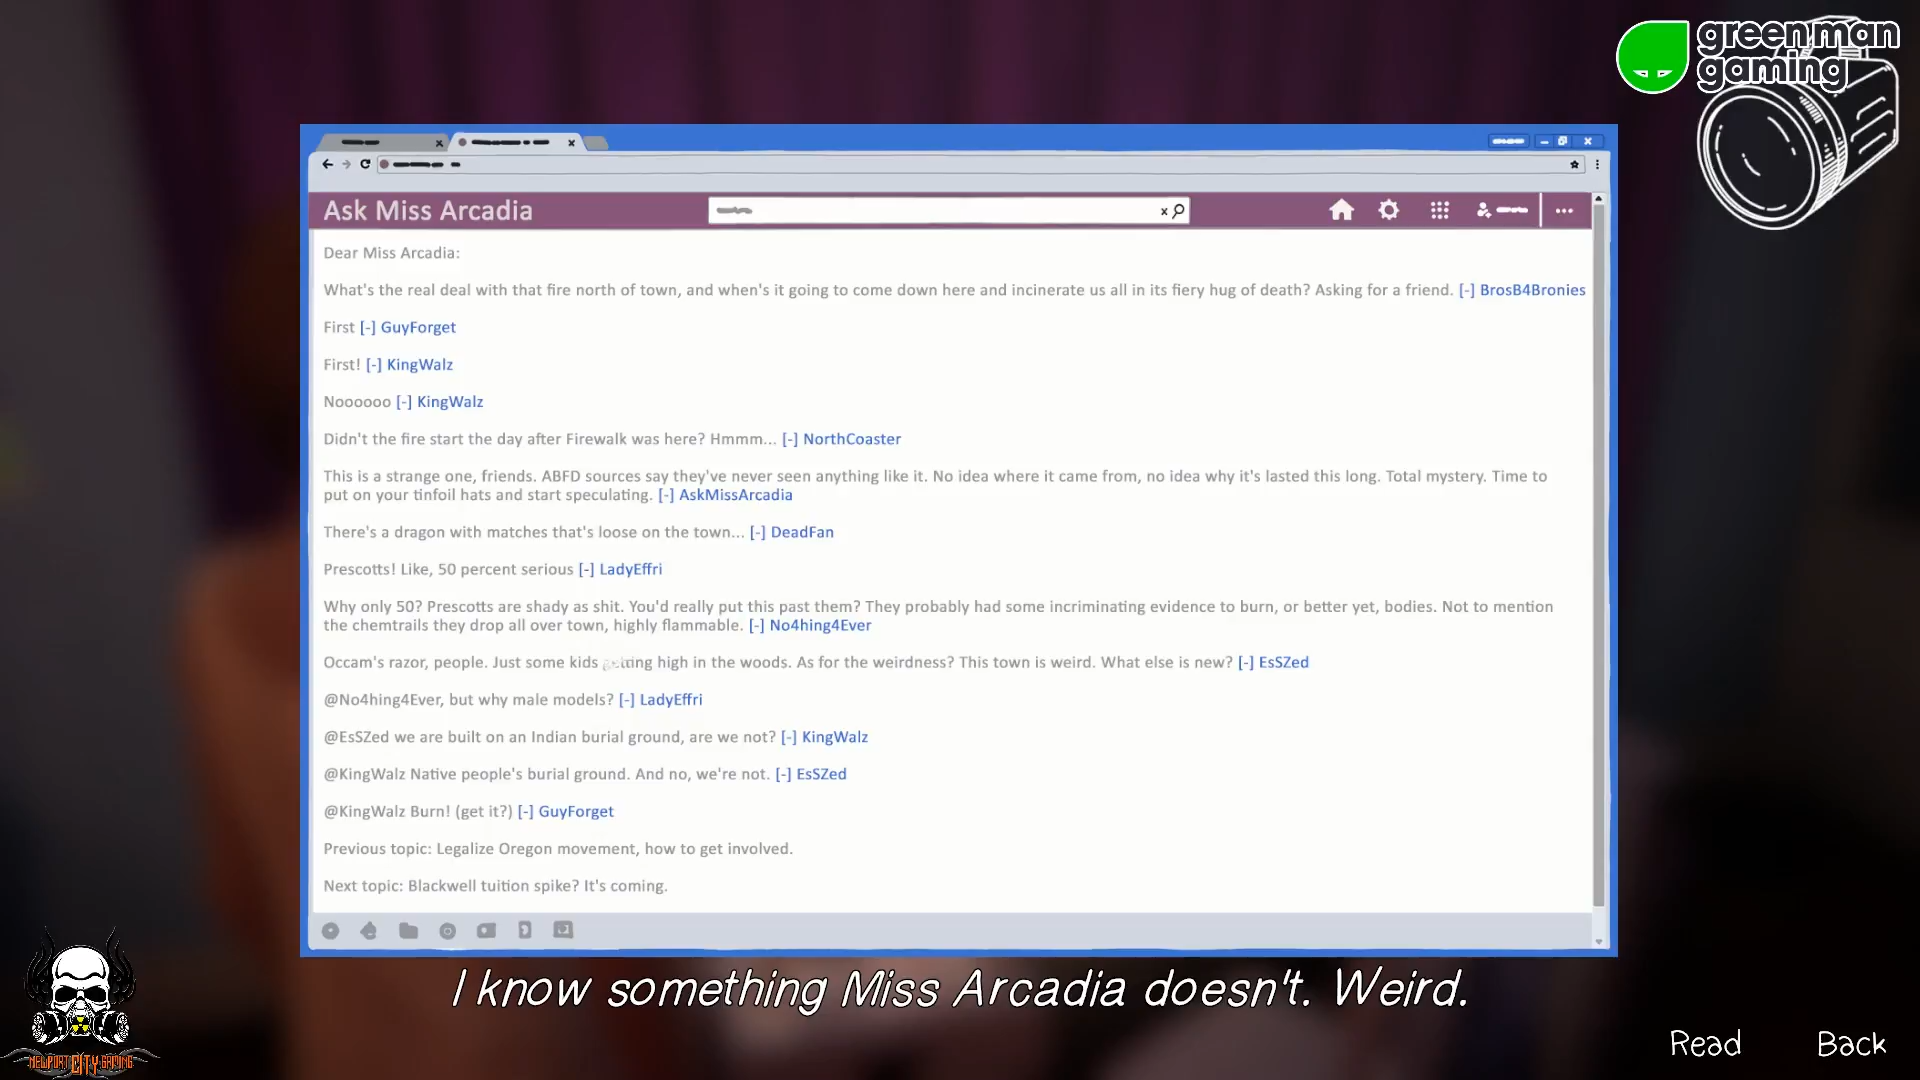 greenman
gaming
Ask Miss Arcadia
Dear Miss Arcadia:
What's the real deal with that fire north of town, and when's it going to come down here and incinerate us all in its fiery hug of death? Asking for a friend. [-] BrosB4Bronies
First [-] GuyForget
First! [-] KingWalz
Noooooo [-] KingWalz
Didn't the fire start the day after Firewalk was here? Hmmm... [-] NorthCoaster
This is a strange one, friends. ABFD sources say they've never seen anything like it. No idea where it came from, no idea why it's lasted this long. Total mystery. Time to
put on your tinfoil hats and start speculating. [-] AskMissArcadia
There's a dragon with matches that's loose on the town... [-] DeadFan
Prescotts! Like, 50 percent serious [-] LadyEffri
Why only 50? Prescotts are shady as shit. You'd really put this past them? They probably had some incriminating evidence to burn, or better yet, bodies. Not to mention
the chemtrails they drop all over town, highly flammable. [-] No4hing4Ever
Occam's razor, people. Just some kids getting high in the woods. As for the weirdness? This town is weird. What else is new? [-] EsSZed
@No4hing4Ever, but why male models? [-] LadyEffri
@EsSZed we are built on an Indian burial ground, are we not? [-] KingWalz
@KingWalz Native people's burial ground. And no, we're not. [-] EsSZed
@KingWalz Burn! (get it?) [-] GuyForget
Previous topic: Legalize Oregon movement, how to get involved.
Next topic: Blackwell tuition spike? It's coming.
I know something Miss Arcadia doesn't. Weird.
Read Back
NEWPORT CITY GAMING